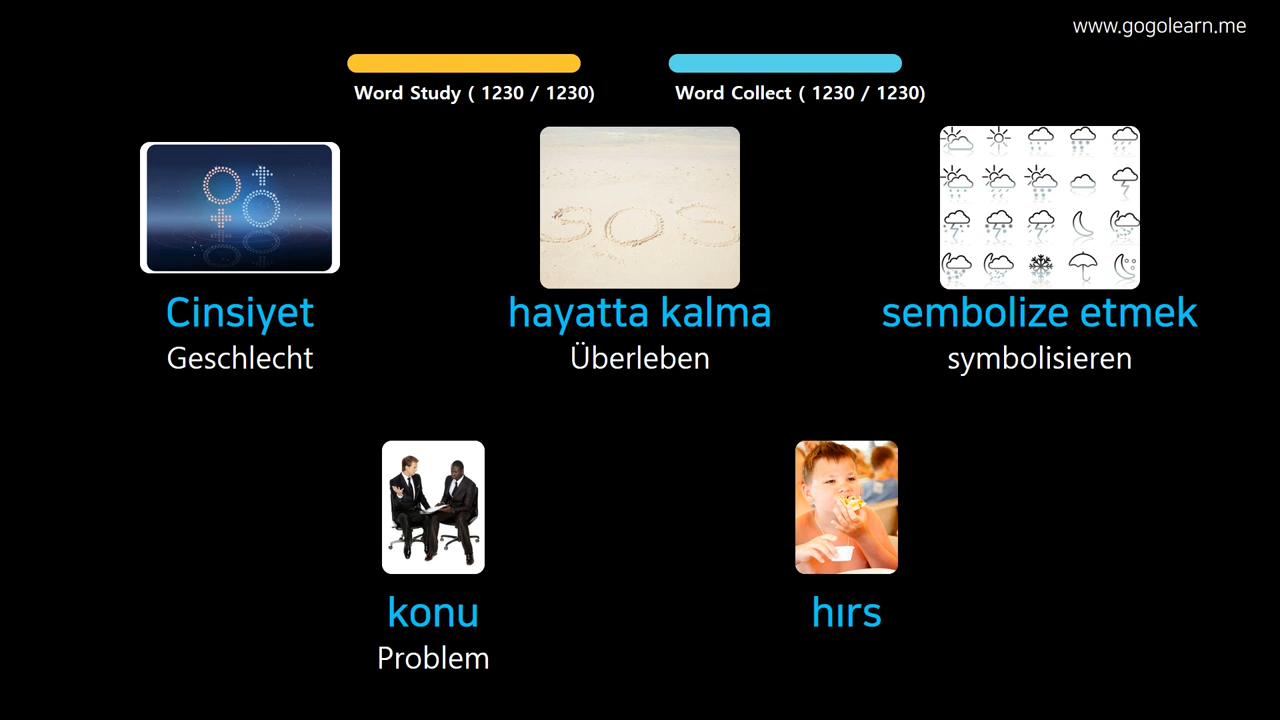 www.gogolearn.me
Word Study ( 1230 / 1230)
Word Collect ( 1230 / 1230)
SOS
Cinsiyet
Geschlecht
hayatta kalma
Überleben
sembolize etmek
symbolisieren
konu
Problem
hırs